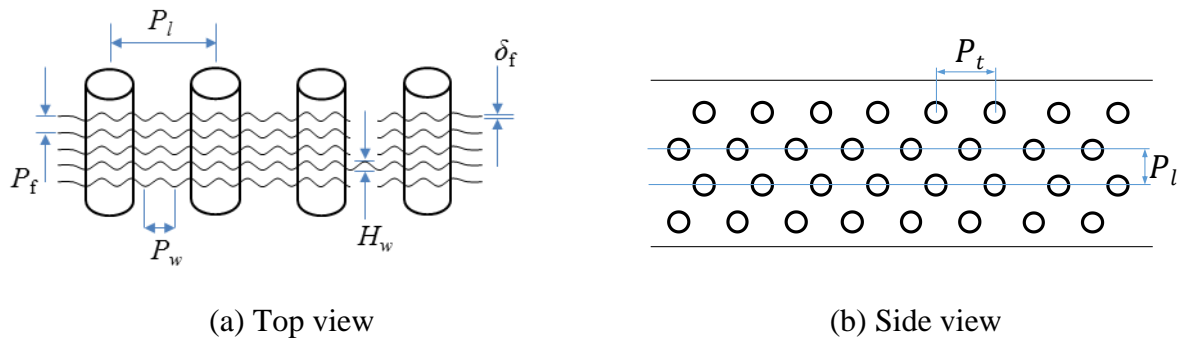 P_l
δ_f
P_f
P_w
H_w
(a) Top view
P_t
P_l
(b) Side view